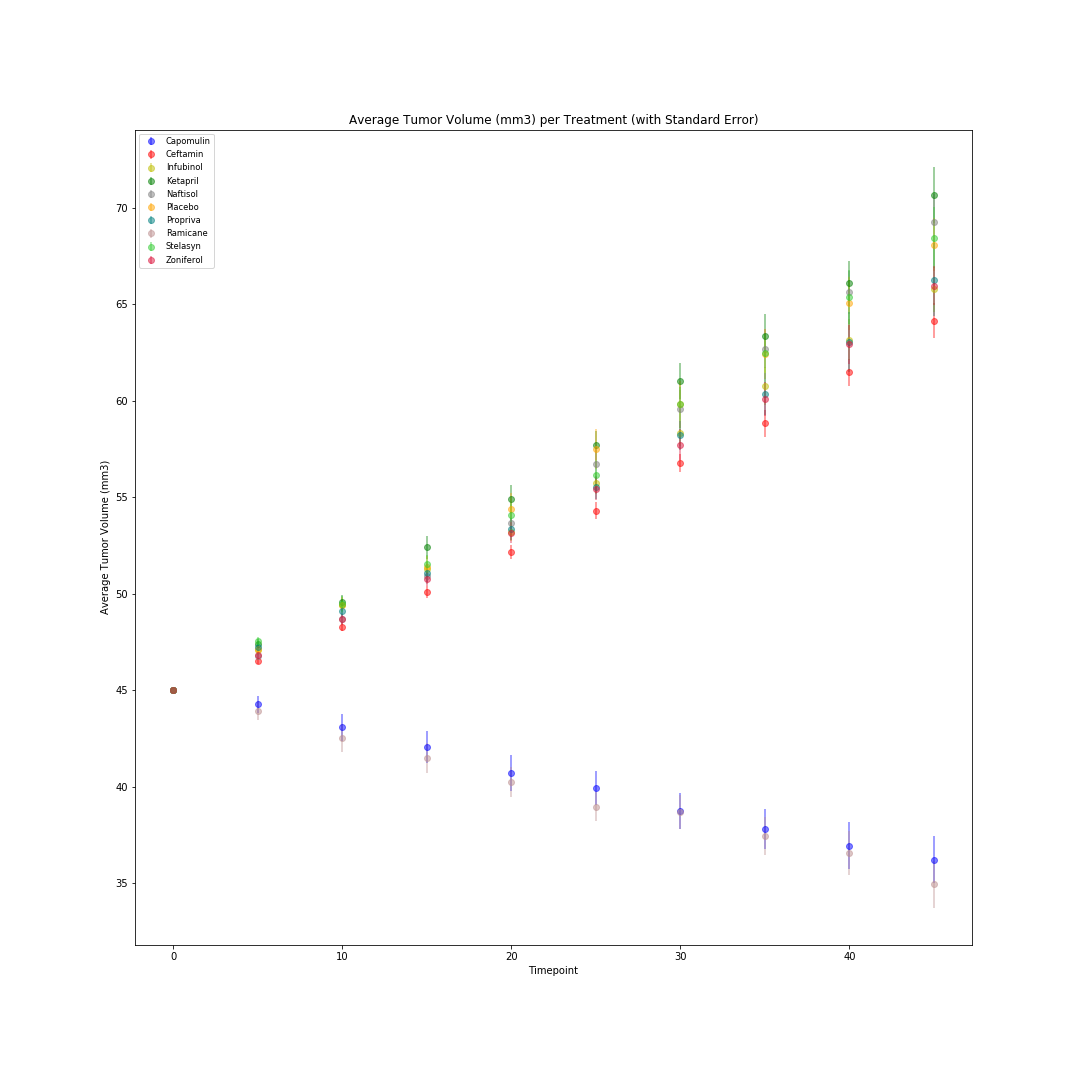 Average Tumor Volume (mm3) per Treatment (with Standard Error)
Capomulin
Ceftamin
Infubinol
Ketapril
Naftisol
Placebo
Propriva
Ramicane
Stelasyn
Zoniferol
70
65
60
55
50
45
40
35
Average Tumor Volume (mm3)
0 10 20 30 40
Timepoint